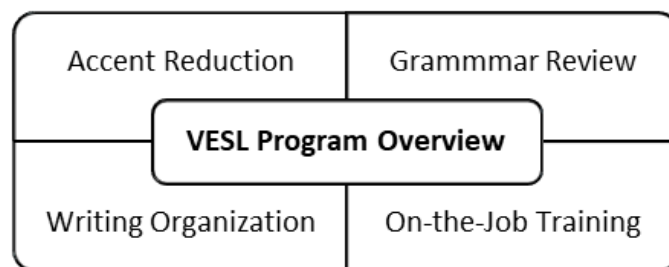 Accent Reduction
Grammmar Review
VESL Program Overview
Writing Organization
On-the-Job Training